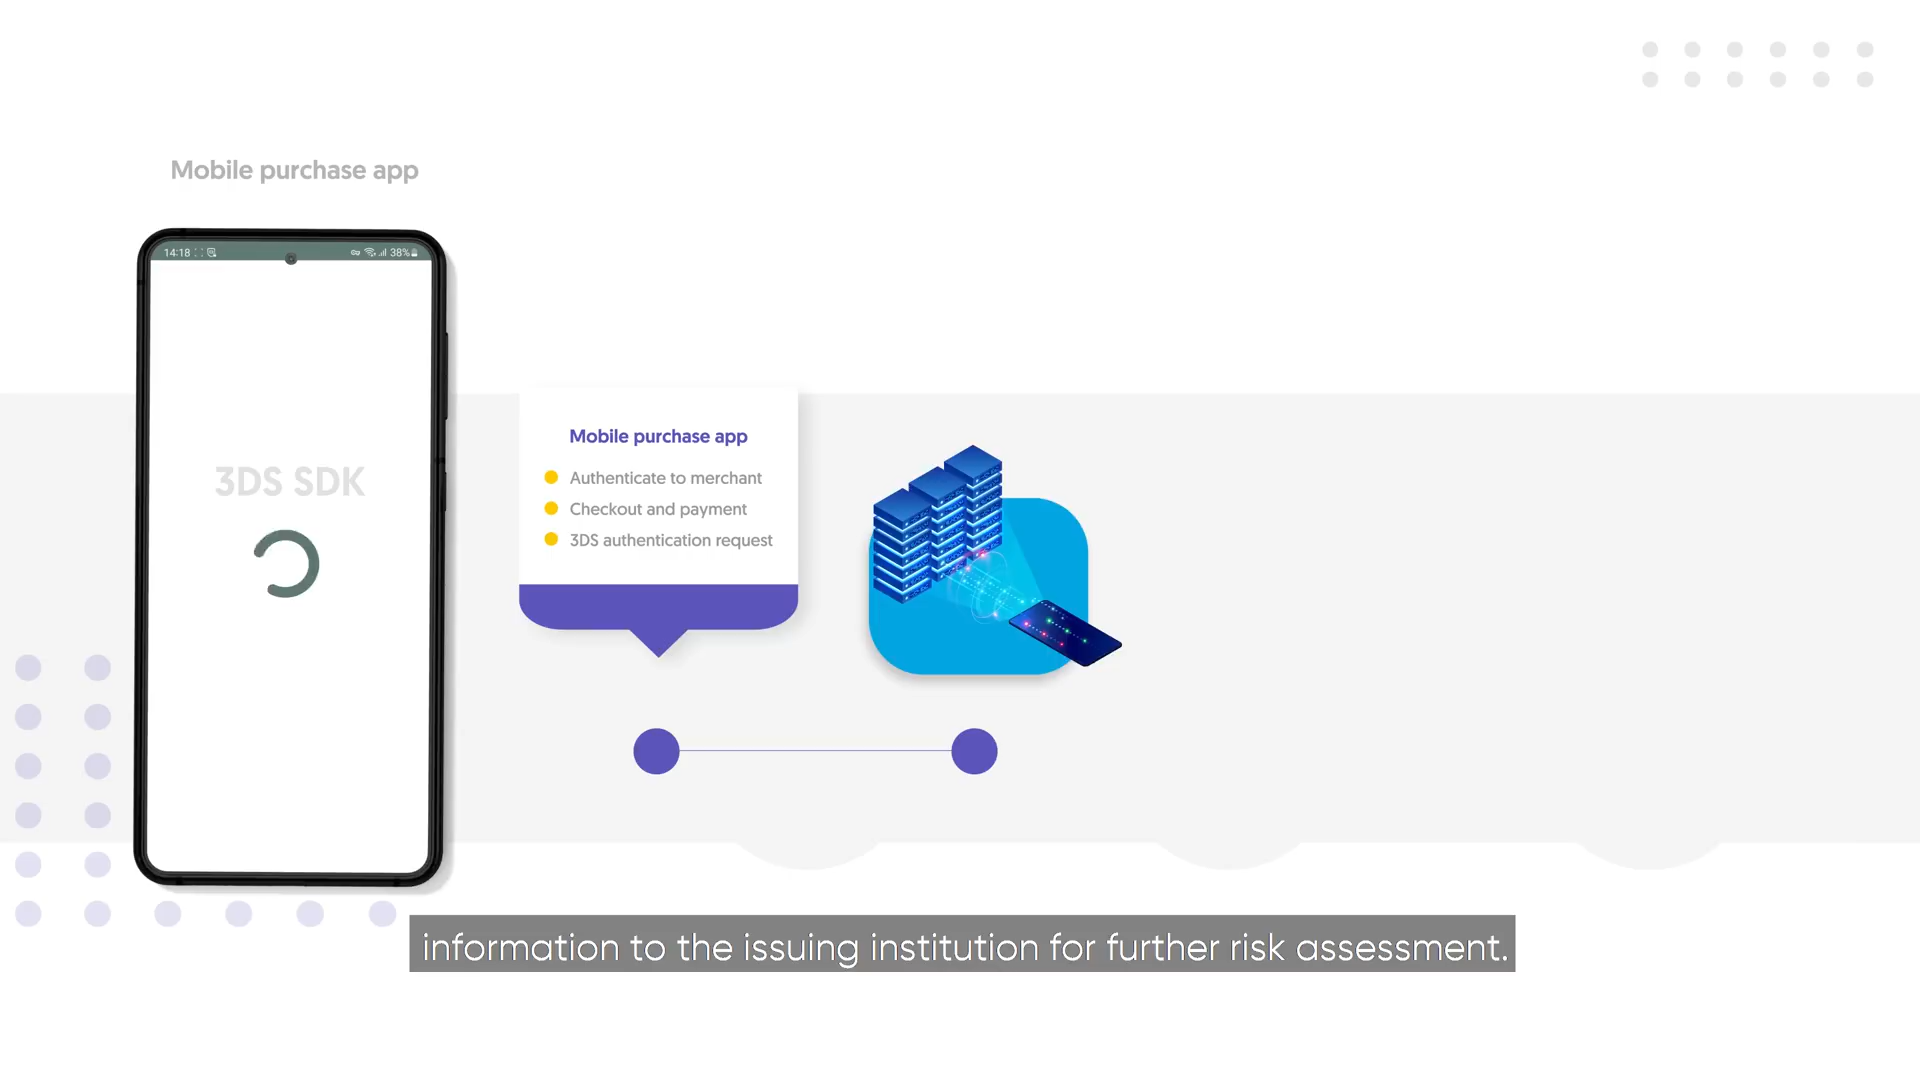 Mobile purchase app
14:18
38%
3DS SDK
Mobile purchase app
Authenticate to merchant
Checkout and payment
3DS authentication request
information to the issuing institution for further risk assessment.